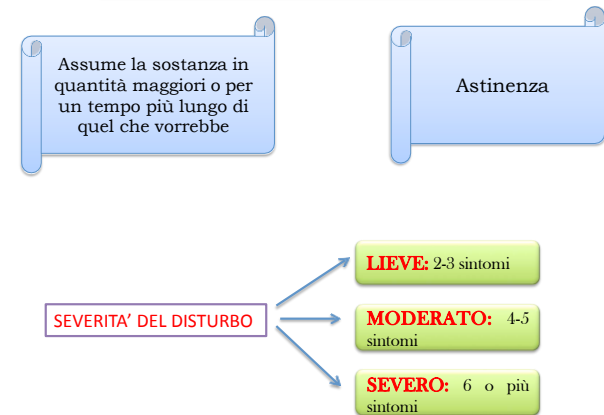 Assume la sostanza in
quantità maggiori o per
un tempo più lungo di
quel che vorrebbe
Astinenza
SEVERITA’ DEL DISTURBO
LIEVE: 2-3 sintomi
MODERATO: 4-5
sintomi
SEVERO: 6 o più
sintomi